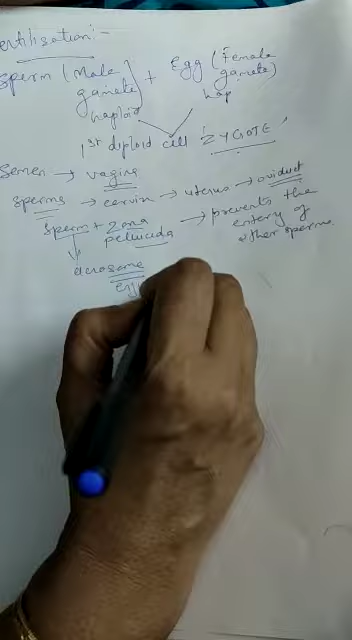 ertilisation:-
Sperm (Male gamete) + Egg (Female gamete)
haploid hap
1st diploid cell 'ZYGOTE'
Semen → vagina
sperms → cervix → uterus → oviduct
sperm + Zona pellucida → prevents the entery of other sperms
acrosome